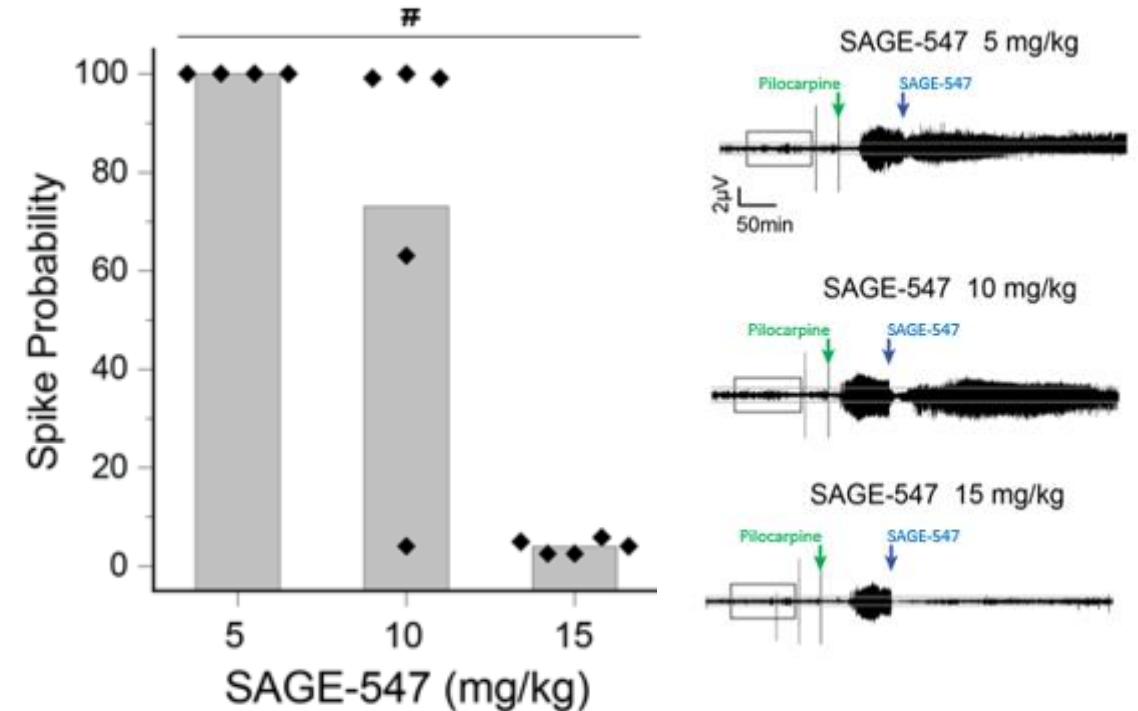 #
100
80
60
40
20
0
Spike Probability
5
10
15
SAGE-547 (mg/kg)
SAGE-547 5 mg/kg
Pilocarpine
SAGE-547
2µV
50min
SAGE-547 10 mg/kg
Pilocarpine
SAGE-547
SAGE-547 15 mg/kg
Pilocarpine
SAGE-547